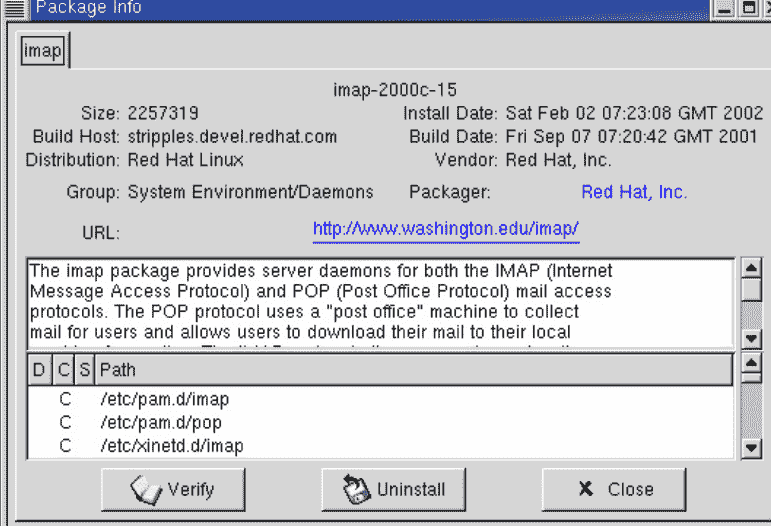 Package Info
imap
imap-2000c-15
Size: 2257319 Install Date: Sat Feb 02 07:23:08 GMT 2002
Build Host: stripples.devel.redhat.com Build Date: Fri Sep 07 07:20:42 GMT 2001
Distribution: Red Hat Linux Vendor: Red Hat, Inc.
Group: System Environment/Daemons Packager: Red Hat, Inc.
URL: http://www.washington.edu/imap/
The imap package provides server daemons for both the IMAP (Internet
Message Access Protocol) and POP (Post Office Protocol) mail access
protocols. The POP protocol uses a "post office" machine to collect
mail for users and allows users to download their mail to their local
D C S Path
C /etc/pam.d/imap
C /etc/pam.d/pop
C /etc/xinetd.d/imap
Verify Uninstall Close